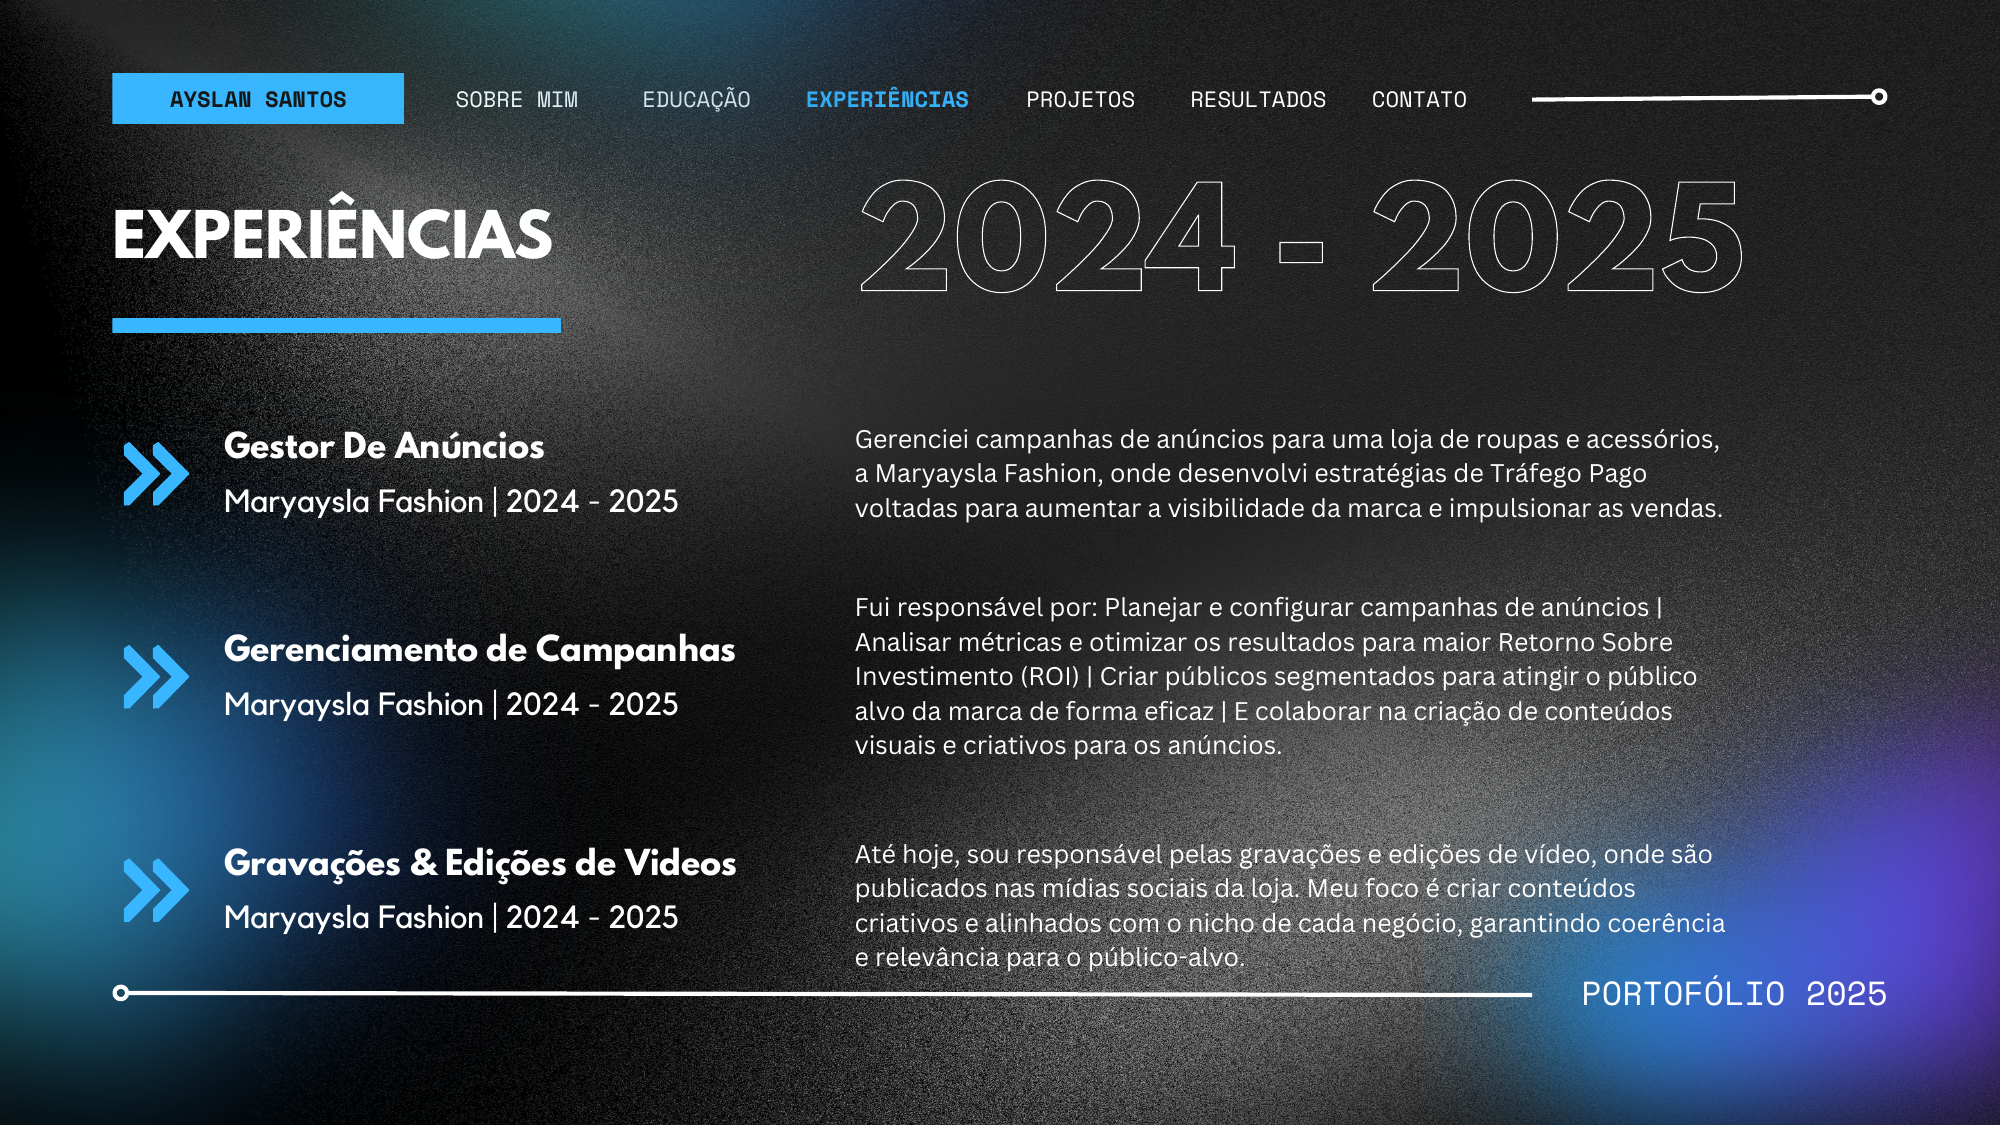 AYSLAN SANTOS SOBRE MIM EDUCAÇÃO EXPERIÊNCIAS PROJETOS RESULTADOS CONTATO
EXPERIÊNCIAS
2024 - 2025
Gestor De Anúncios
Maryaysla Fashion | 2024 - 2025
Gerenciei campanhas de anúncios para uma loja de roupas e acessórios,
a Maryaysla Fashion, onde desenvolvi estratégias de Tráfego Pago
voltadas para aumentar a visibilidade da marca e impulsionar as vendas.
Gerenciamento de Campanhas
Maryaysla Fashion | 2024 - 2025
Fui responsável por: Planejar e configurar campanhas de anúncios |
Analisar métricas e otimizar os resultados para maior Retorno Sobre
Investimento (ROI) | Criar públicos segmentados para atingir o público
alvo da marca de forma eficaz | E colaborar na criação de conteúdos
visuais e criativos para os anúncios.
Gravações & Edições de Videos
Maryaysla Fashion | 2024 - 2025
Até hoje, sou responsável pelas gravações e edições de vídeo, onde são
publicados nas mídias sociais da loja. Meu foco é criar conteúdos
criativos e alinhados com o nicho de cada negócio, garantindo coerência
e relevância para o público-alvo.
PORTOFÓLIO 2025